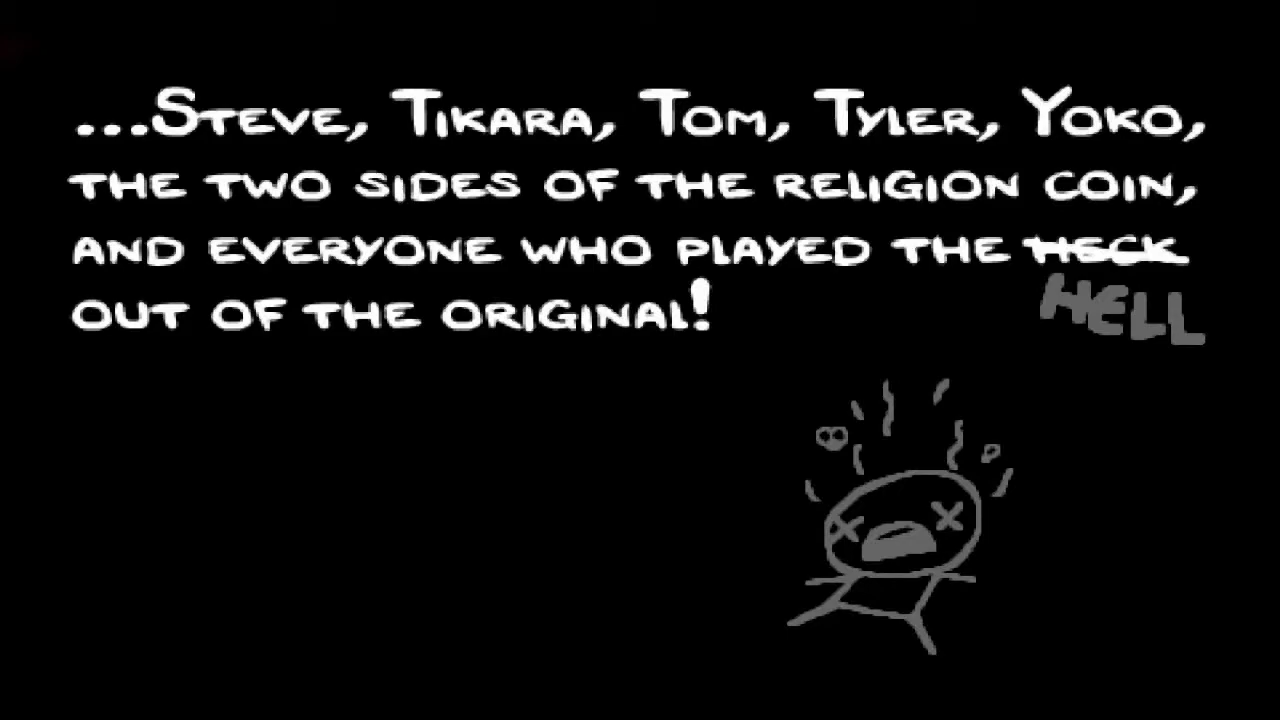 ...Steve, Tikara, Tom, Tyler, Yoko,
the two sides of the religion coin,
and everyone who played the heck
HELL
out of the original!